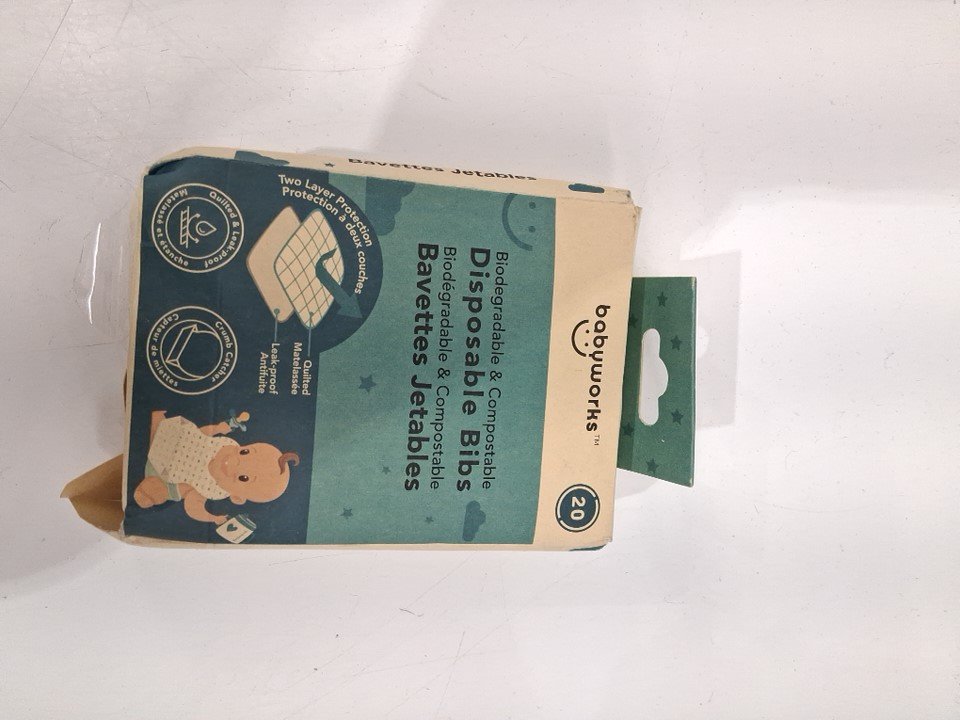 Bavettes Jetables
babyworks™
20
Biodegradable & Compostable
Disposable Bibs
Biodégradable & Compostable
Bavettes Jetables
Two Layer Protection
Protection à deux couches
Quilted
Matelassée
Leak-proof
Antifuite
Quilted & Leak-proof
Matelassé et étanche
Crumb Catcher
Capteur de miettes